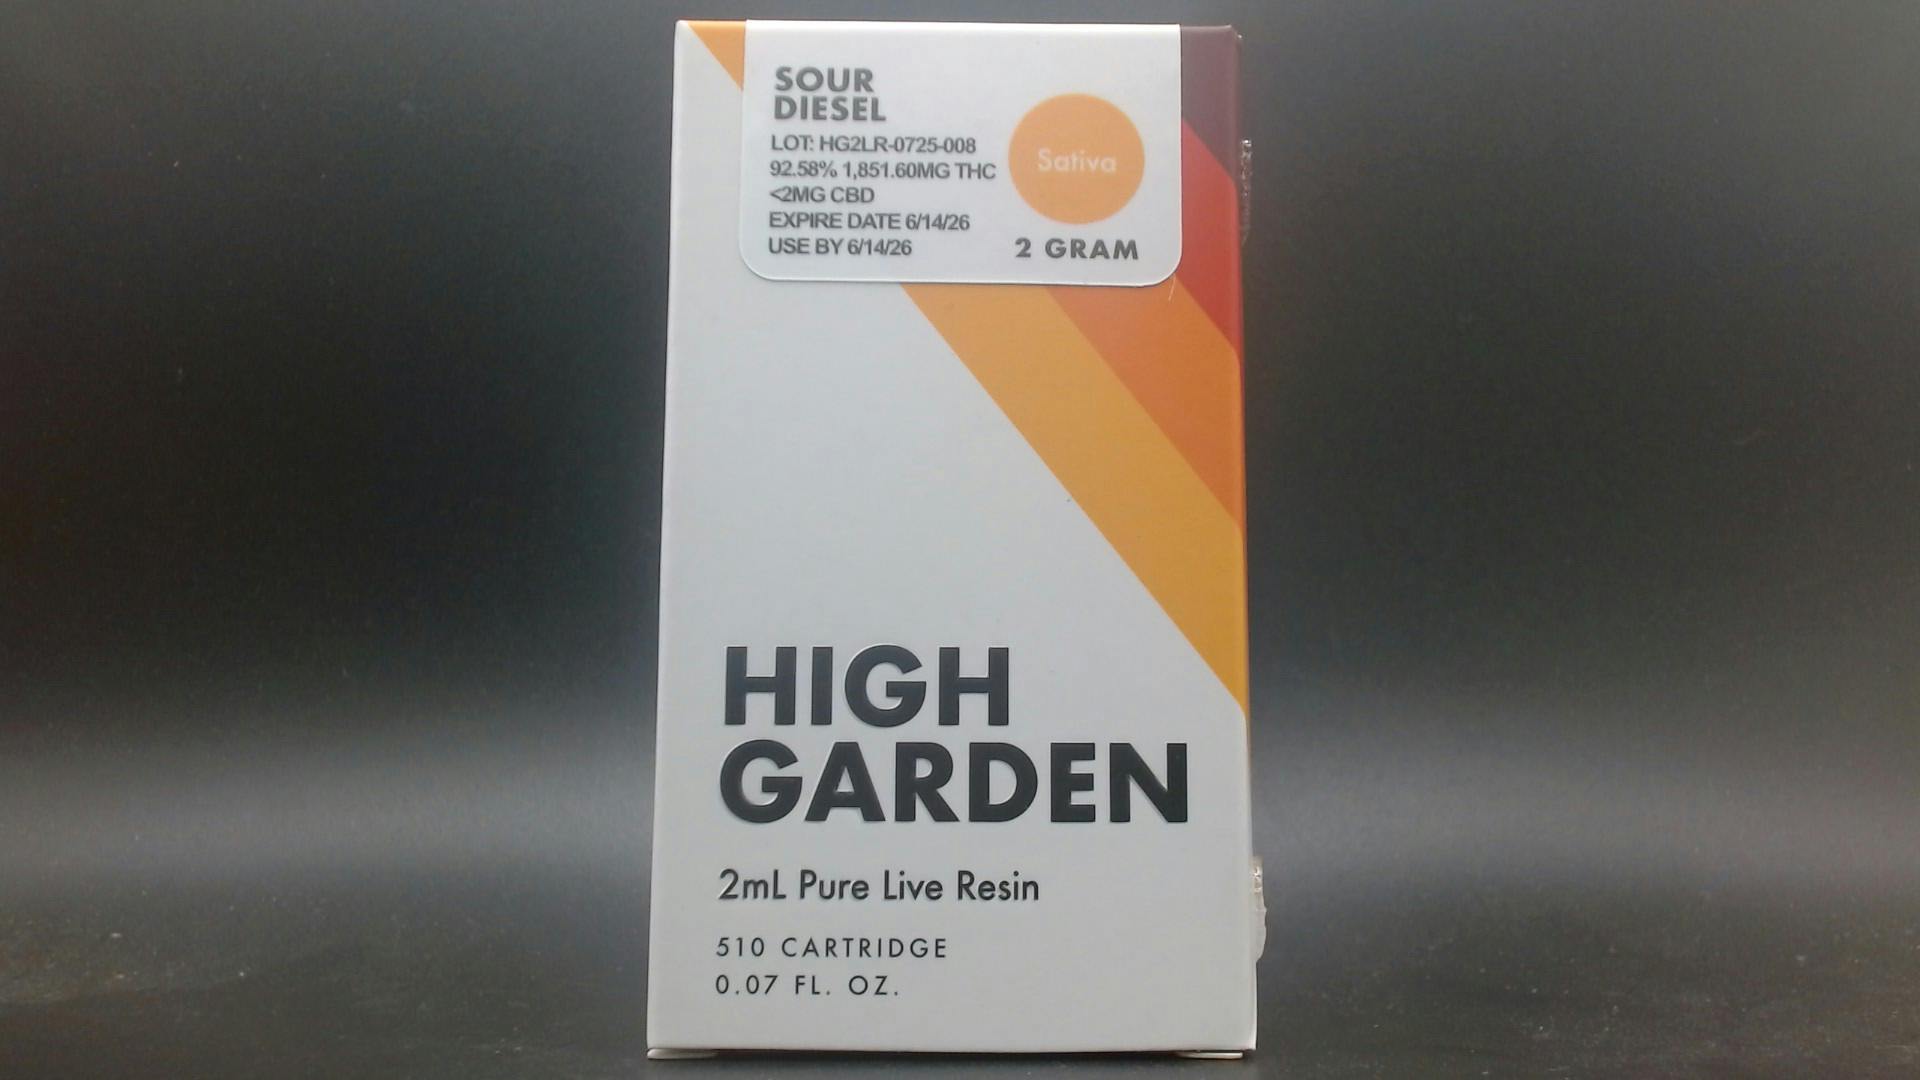 SOUR
DIESEL
LOT: HG2LR-0725-008
92.58% 1,851.60MG THC
<2MG CBD
EXPIRE DATE 6/14/26
USE BY 6/14/26
Sativa
2 GRAM
HIGH
GARDEN
2mL Pure Live Resin
510 CARTRIDGE
0.07 FL. OZ.